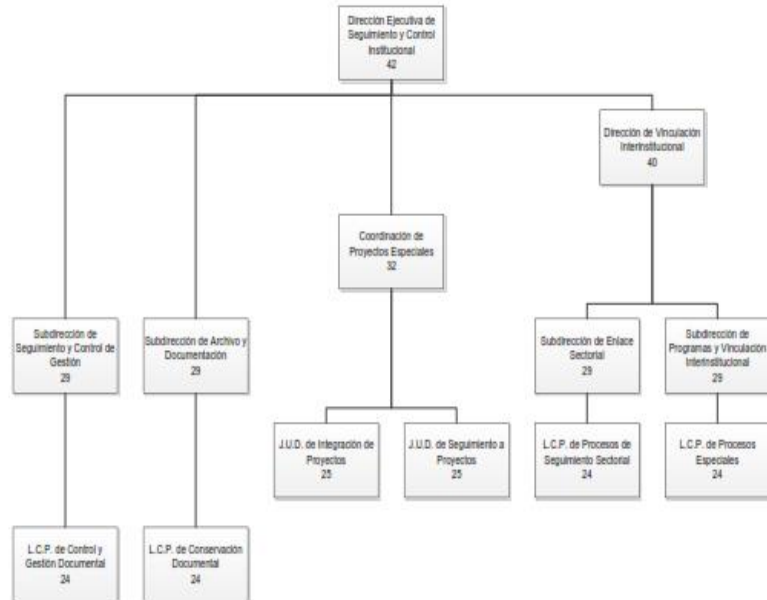 Dirección Ejecutiva de
Seguimiento y Control
Institucional
42
Dirección de Vinculación
Interinstitucional
40
Coordinación de
Proyectos Especiales
32
Subdirección de
Seguimiento y Control de
Gestión
29
Subdirección de Archivo y
Documentación
29
Subdirección de Enlace
Sectorial
29
Subdirección de
Programas y Vinculación
Interinstitucional
29
J.U.D. de Integración de
Proyectos
25
J.U.D. de Seguimiento a
Proyectos
25
L.C.P. de Procesos de
Seguimiento Sectorial
24
L.C.P. de Procesos
Especiales
24
L.C.P. de Control y
Gestión Documental
24
L.C.P. de Conservación
Documental
24